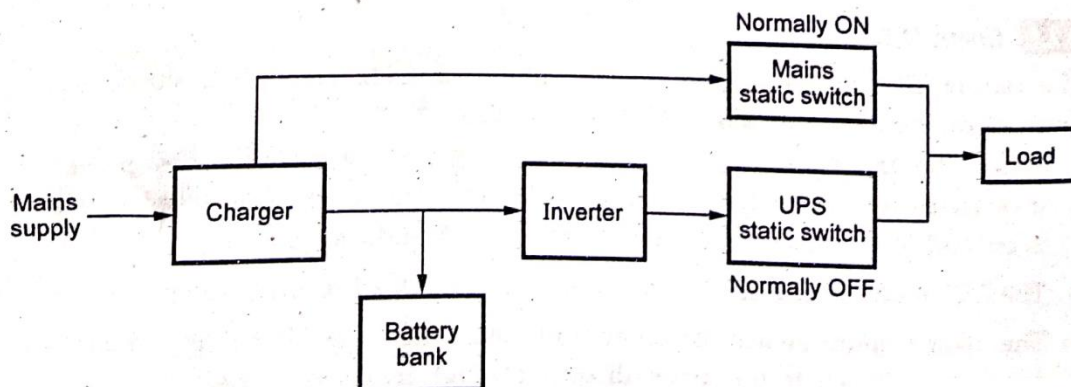 Normally ON
Mains
static switch
Load
Mains
supply
Charger
Inverter
UPS
static switch
Normally OFF
Battery
bank